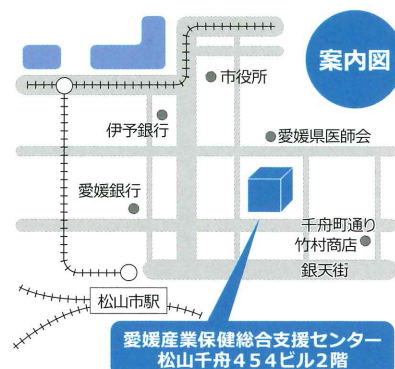 案内図
市役所
伊予銀行
愛媛県医師会
愛媛銀行
千舟町通り
竹村商店
銀天街
松山市駅
愛媛産業保健総合支援センター
松山千舟454ビル2階